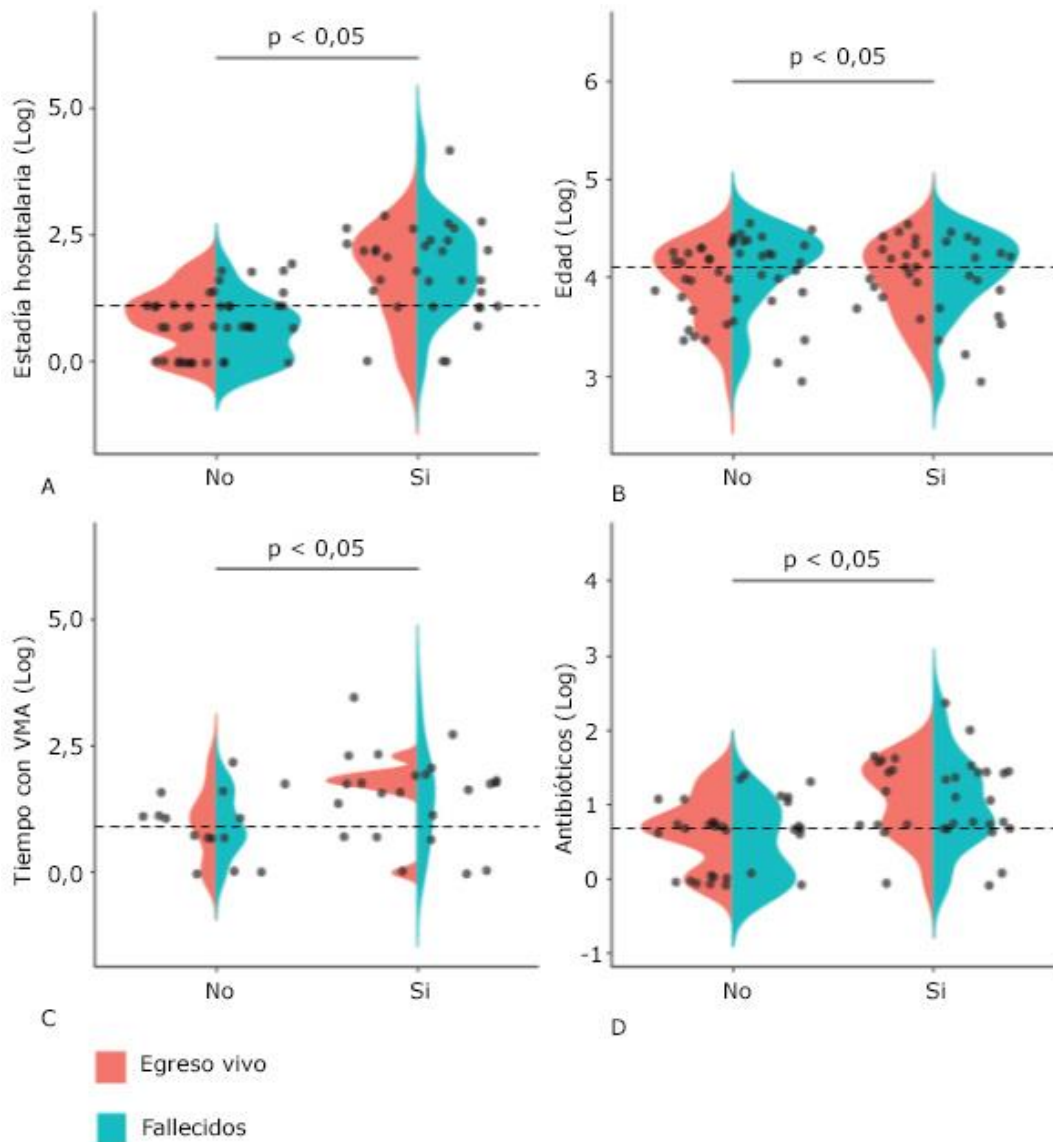 p < 0,05
Estadía hospitalaria (Log)
5,0
2,5
0,0
No
Si
A
p < 0,05
Edad (Log)
6
5
4
3
No
Si
B
p < 0,05
Tiempo con VMA (Log)
5,0
2,5
0,0
No
Si
C
p < 0,05
Antibióticos (Log)
4
3
2
1
0
-1
No
Si
D
Egreso vivo
Fallecidos